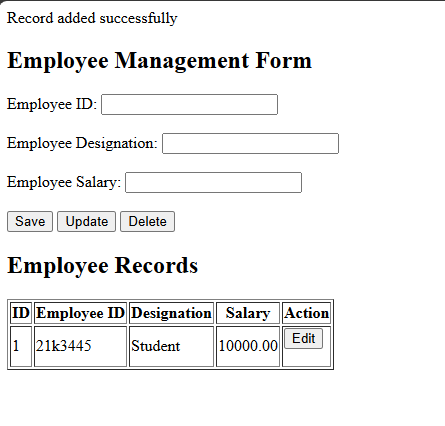 Record added successfully
Employee Management Form
Employee ID:
Employee Designation:
Employee Salary:
Save Update Delete
Employee Records
ID Employee ID Designation Salary Action
1 21k3445 Student 10000.00 Edit